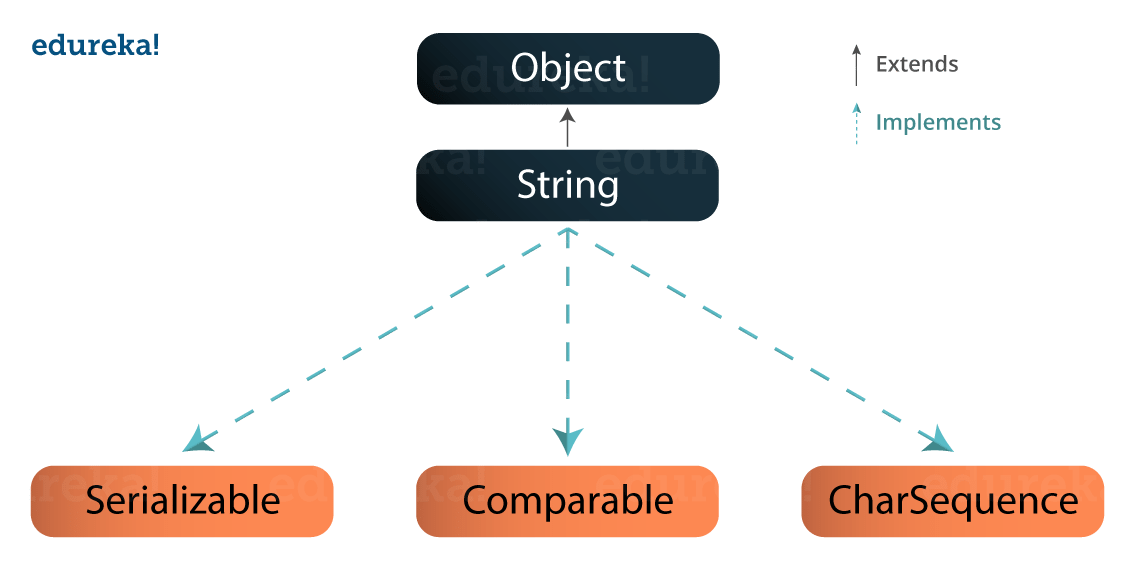 edureka!
Object
Extends
Implements
String
Serializable
Comparable
CharSequence